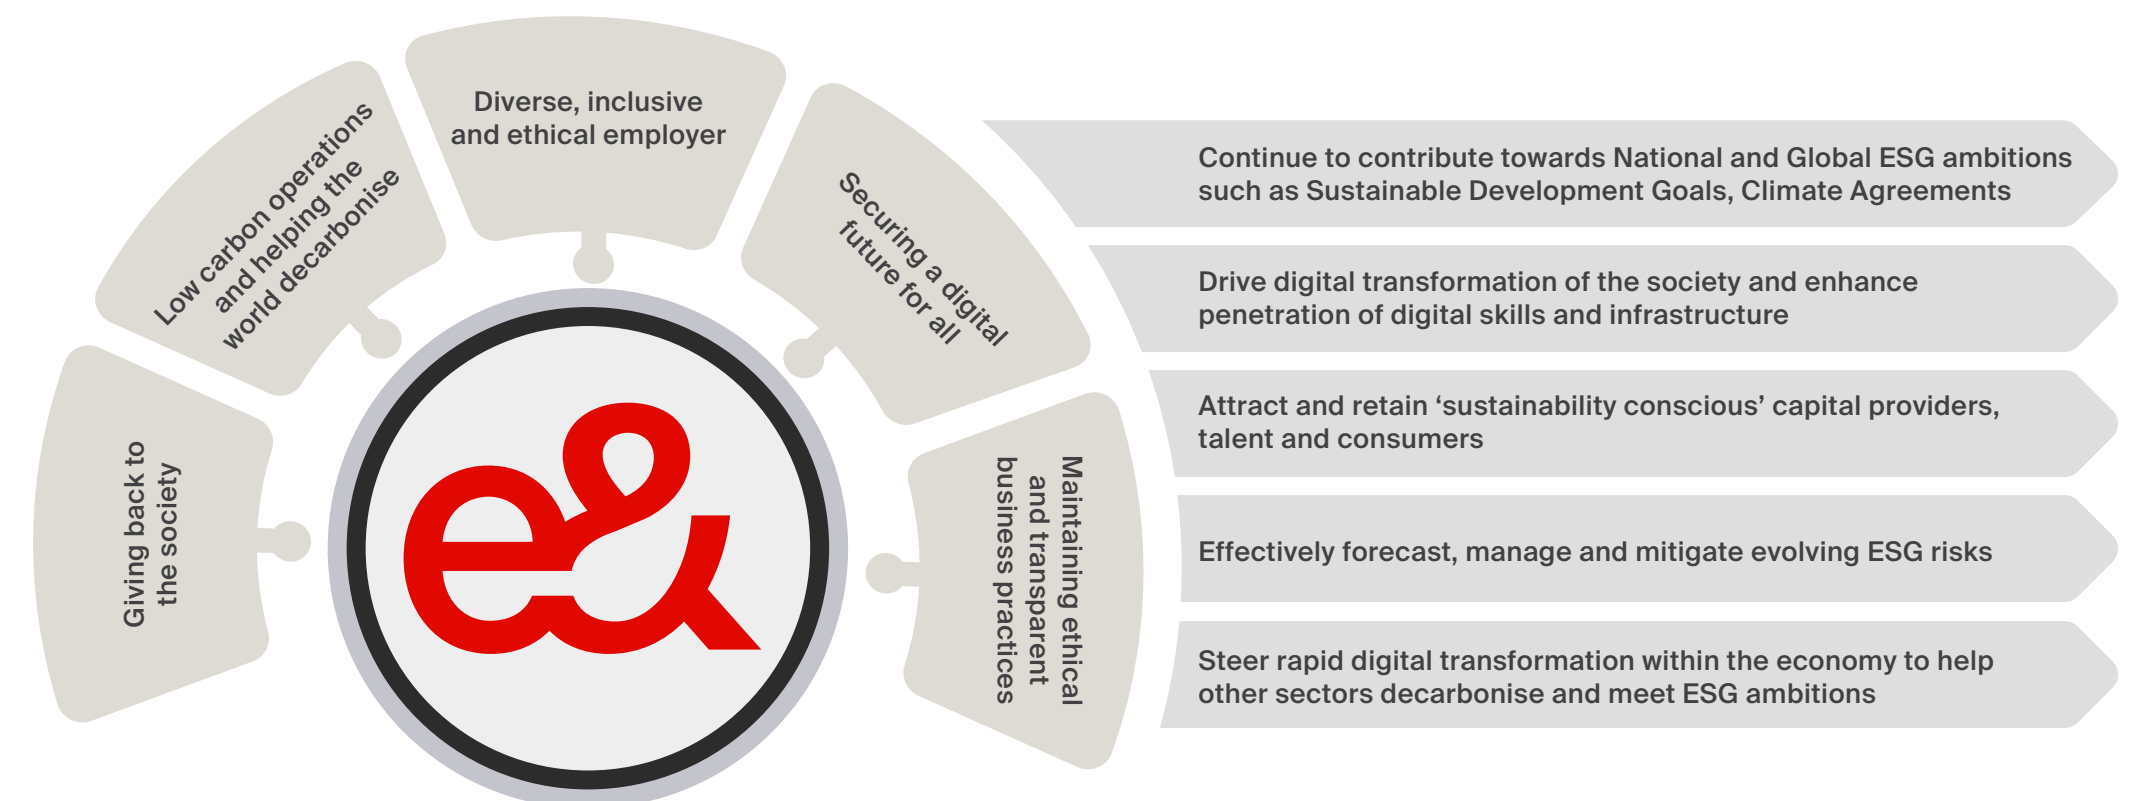 Giving back to
the society
Low carbon operations
and helping the
world decarbonise
Diverse, inclusive
and ethical employer
Securing a digital
future for all
Maintaining ethical
and transparent
business practices
e&
Continue to contribute towards National and Global ESG ambitions
such as Sustainable Development Goals, Climate Agreements
Drive digital transformation of the society and enhance
penetration of digital skills and infrastructure
Attract and retain ‘sustainability conscious’ capital providers,
talent and consumers
Effectively forecast, manage and mitigate evolving ESG risks
Steer rapid digital transformation within the economy to help
other sectors decarbonise and meet ESG ambitions